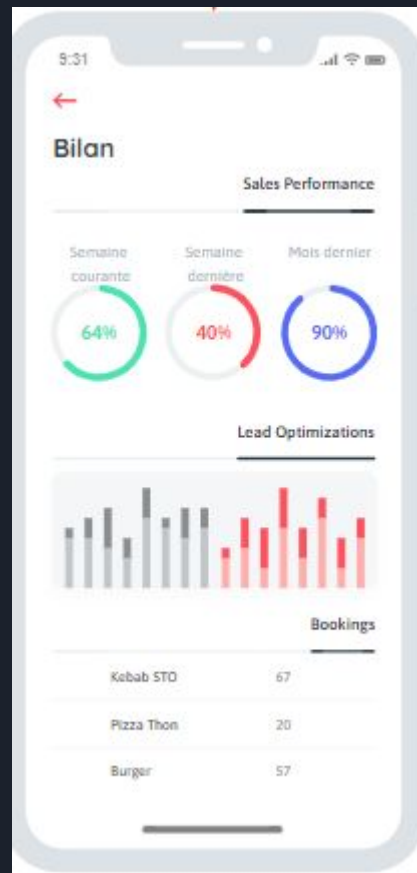 9:31
Bilan
Sales Performance
Semaine courante
Semaine dernière
Mois dernier
64%
40%
90%
Lead Optimizations
Bookings
Kebab STO 67
Pizza Thon 20
Burger 57